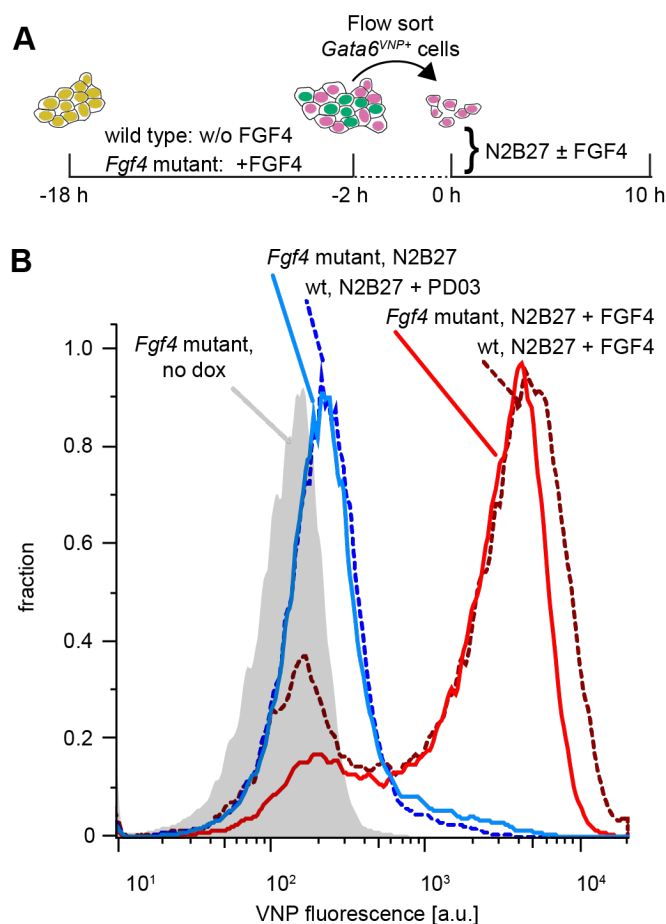 A
Flow sort
Gata6VNP+ cells
wild type: w/o FGF4
Fgf4 mutant: +FGF4
} N2B27 ± FGF4
-18 h
-2 h
0 h
10 h
B
Fgf4 mutant, N2B27
wt, N2B27 + PD03
Fgf4 mutant, N2B27 + FGF4
wt, N2B27 + FGF4
Fgf4 mutant,
no dox
1.0
0.8
0.6
0.4
0.2
0
fraction
10¹
10²
10³
10⁴
VNP fluorescence [a.u.]